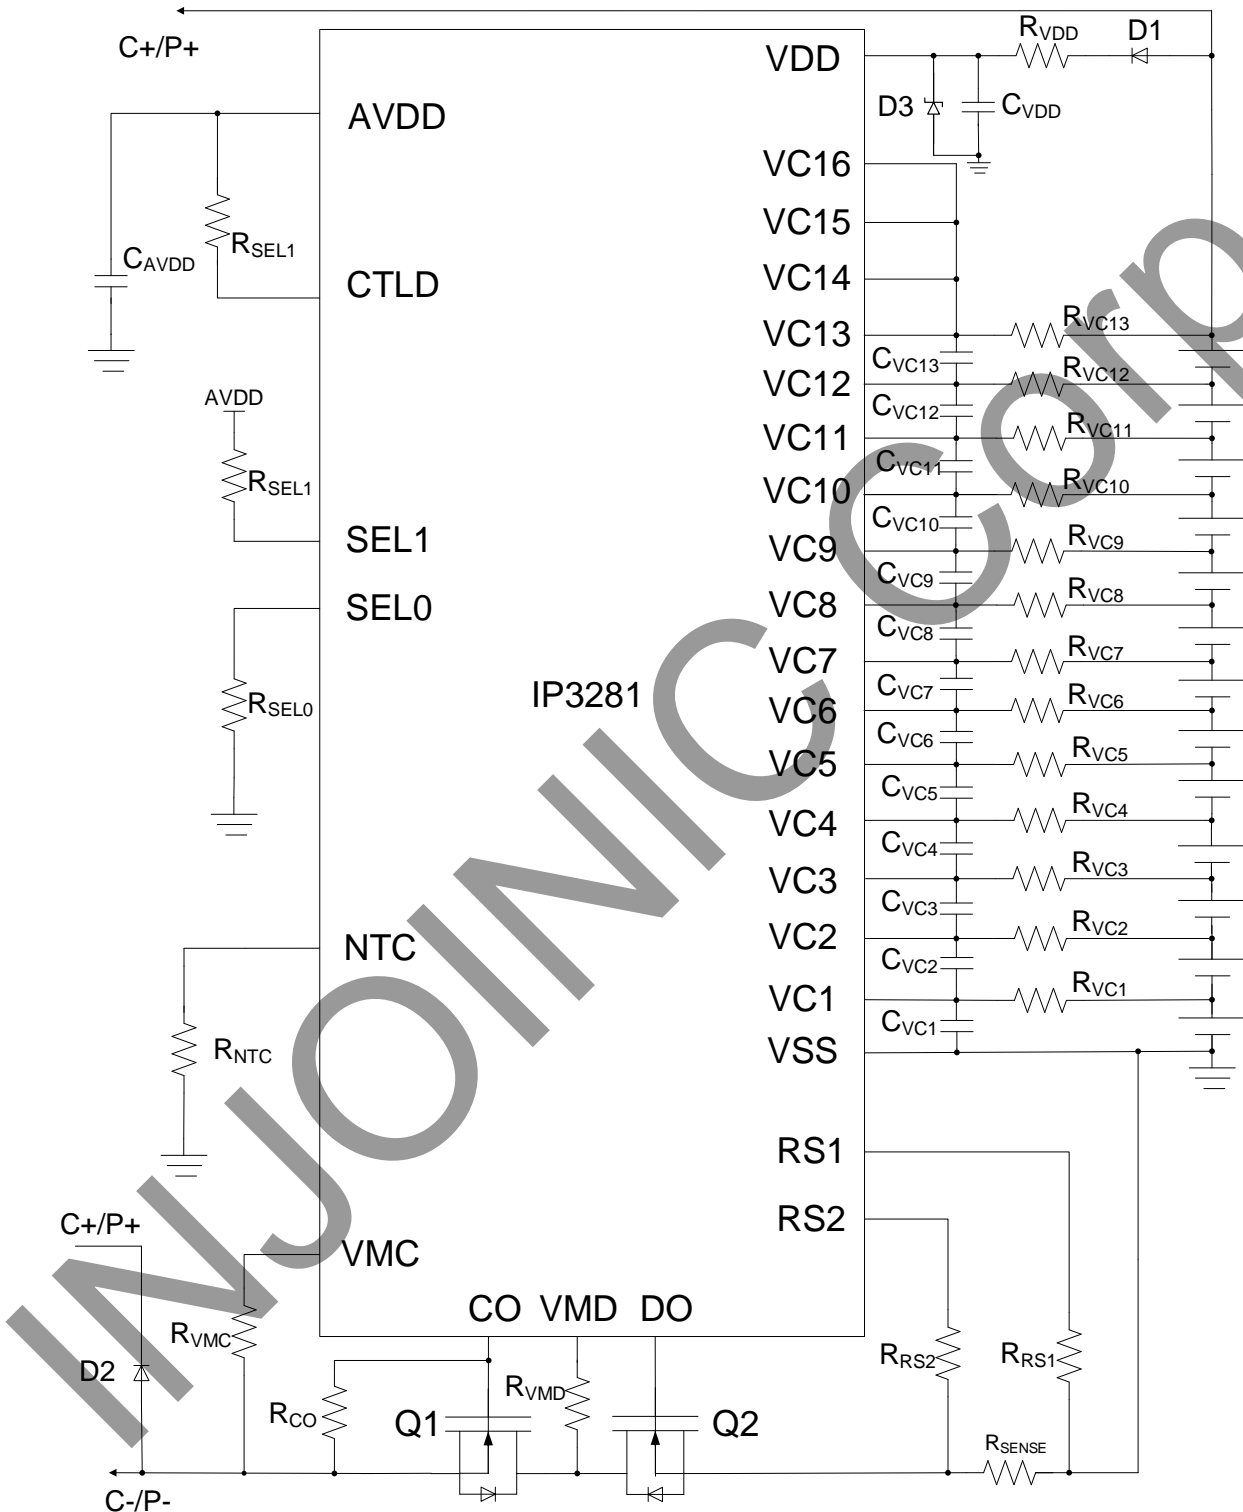 C+/P+
RVDD
D1
VDD
D3
CVDD
AVDD
VC16
VC15
RSEL1
CAVDD
VC14
CTLD
VC13
RVC13
CVC13
VC12
RVC12
AVDD
CVC12
VC11
RVC11
CVC11
RSEL1
VC10
RVC10
CVC10
SEL1
VC9
RVC9
CVC9
SEL0
VC8
RVC8
CVC8
VC7
RVC7
CVC7
RSEL0
IP3281
VC6
RVC6
CVC6
VC5
RVC5
CVC5
VC4
RVC4
CVC4
VC3
RVC3
CVC3
VC2
RVC2
NTC
CVC2
VC1
RVC1
CVC1
RNTC
VSS
RS1
RS2
C+/P+
VMC
CO VMD DO
RVMC
RRS2
RRS1
D2
RVMD
RCO
Q1
Q2
RSENSE
C-/P-
INJOINIC Corp